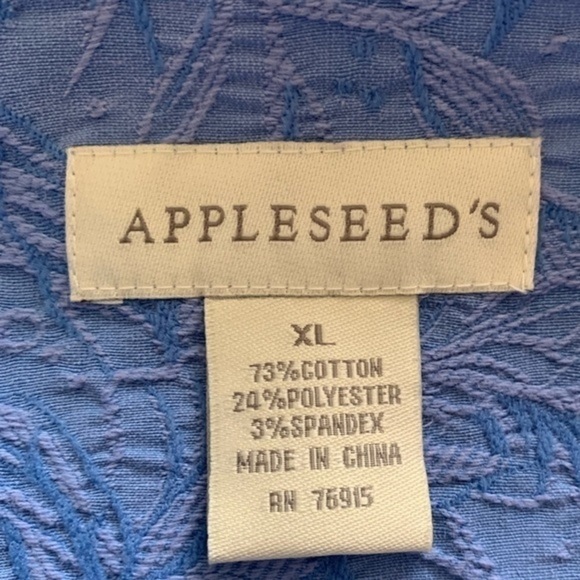 APPLESEED'S
XL
73%COTTON
24%POLYESTER
3%SPANDEX
MADE IN CHINA
RN 76915